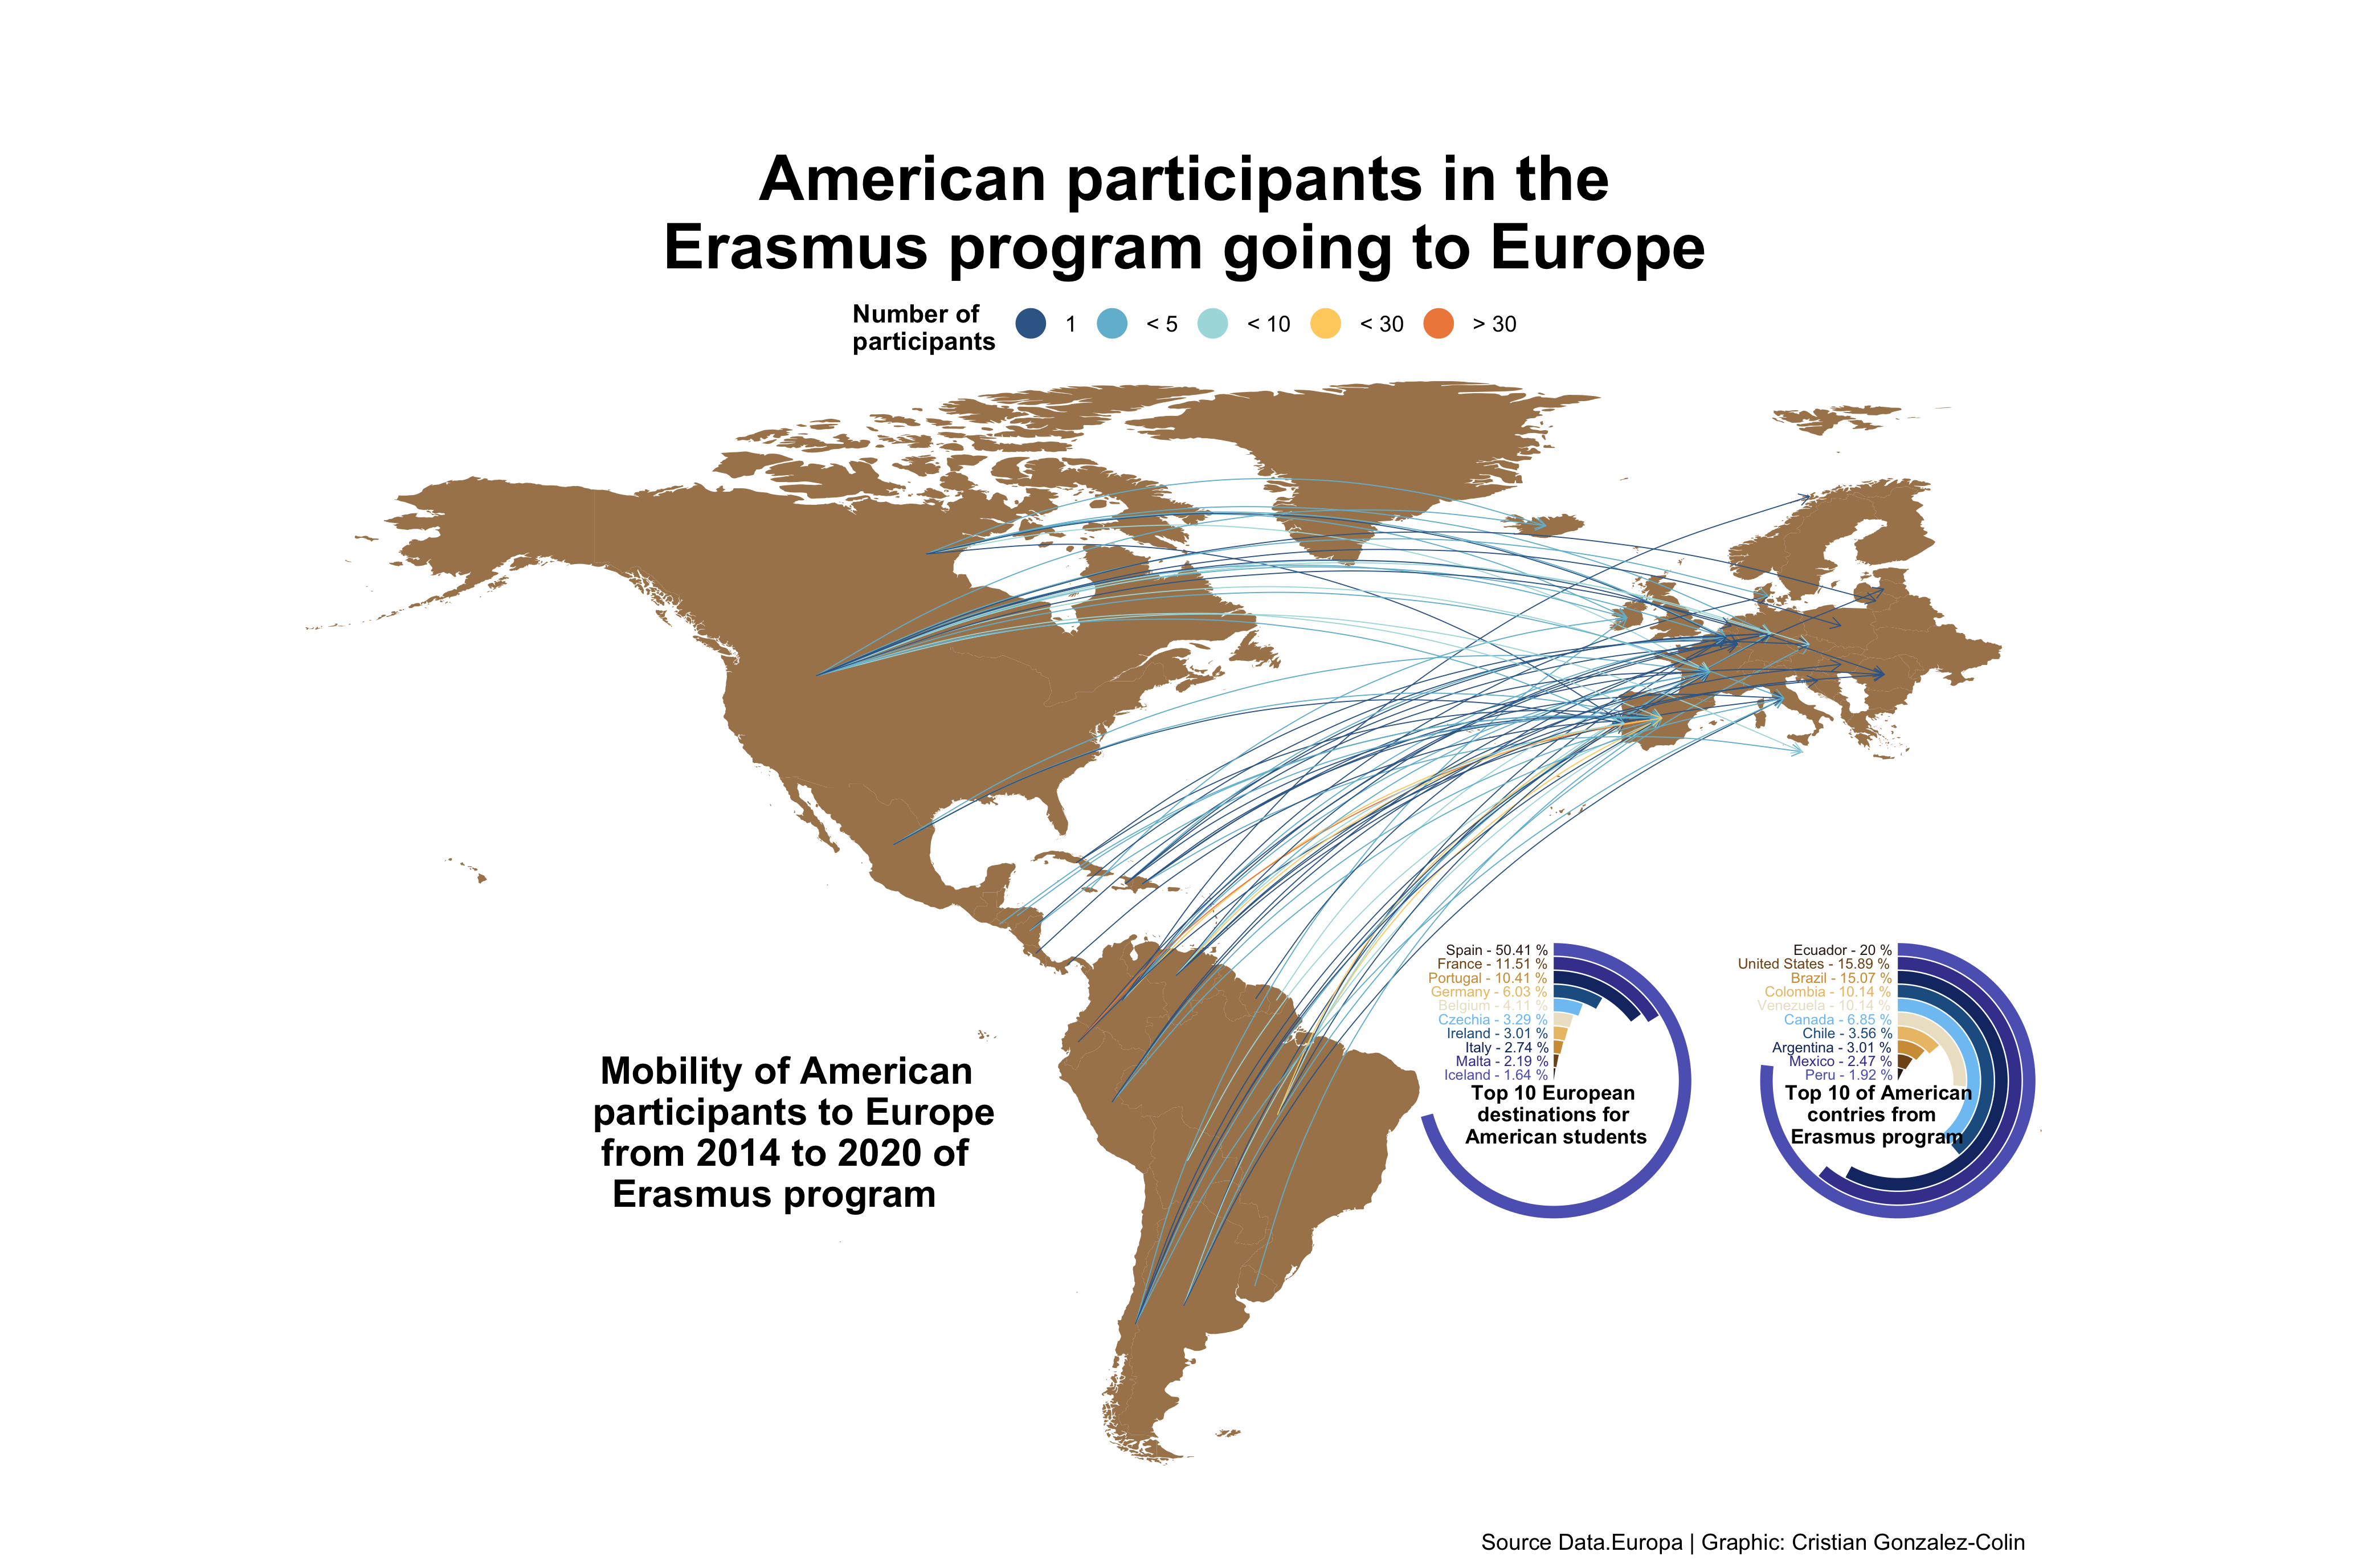 American participants in the
Erasmus program going to Europe
Number of
participants
1
< 5
< 10
< 30
> 30
Spain - 50.41 %
France - 11.51 %
Portugal - 10.41 %
Germany - 6.03 %
Belgium - 4.11 %
Czechia - 3.29 %
Ireland - 3.01 %
Italy - 2.74 %
Malta - 2.19 %
Iceland - 1.64 %
Top 10 European
destinations for
American students
Ecuador - 20 %
United States - 15.89 %
Brazil - 15.07 %
Colombia - 10.14 %
Venezuela - 10.14 %
Canada - 6.85 %
Chile - 3.56 %
Argentina - 3.01 %
Mexico - 2.47 %
Peru - 1.92 %
Top 10 of American
contries from
Erasmus program
Mobility of American
participants to Europe
from 2014 to 2020 of
Erasmus program
Source Data.Europa | Graphic: Cristian Gonzalez-Colin